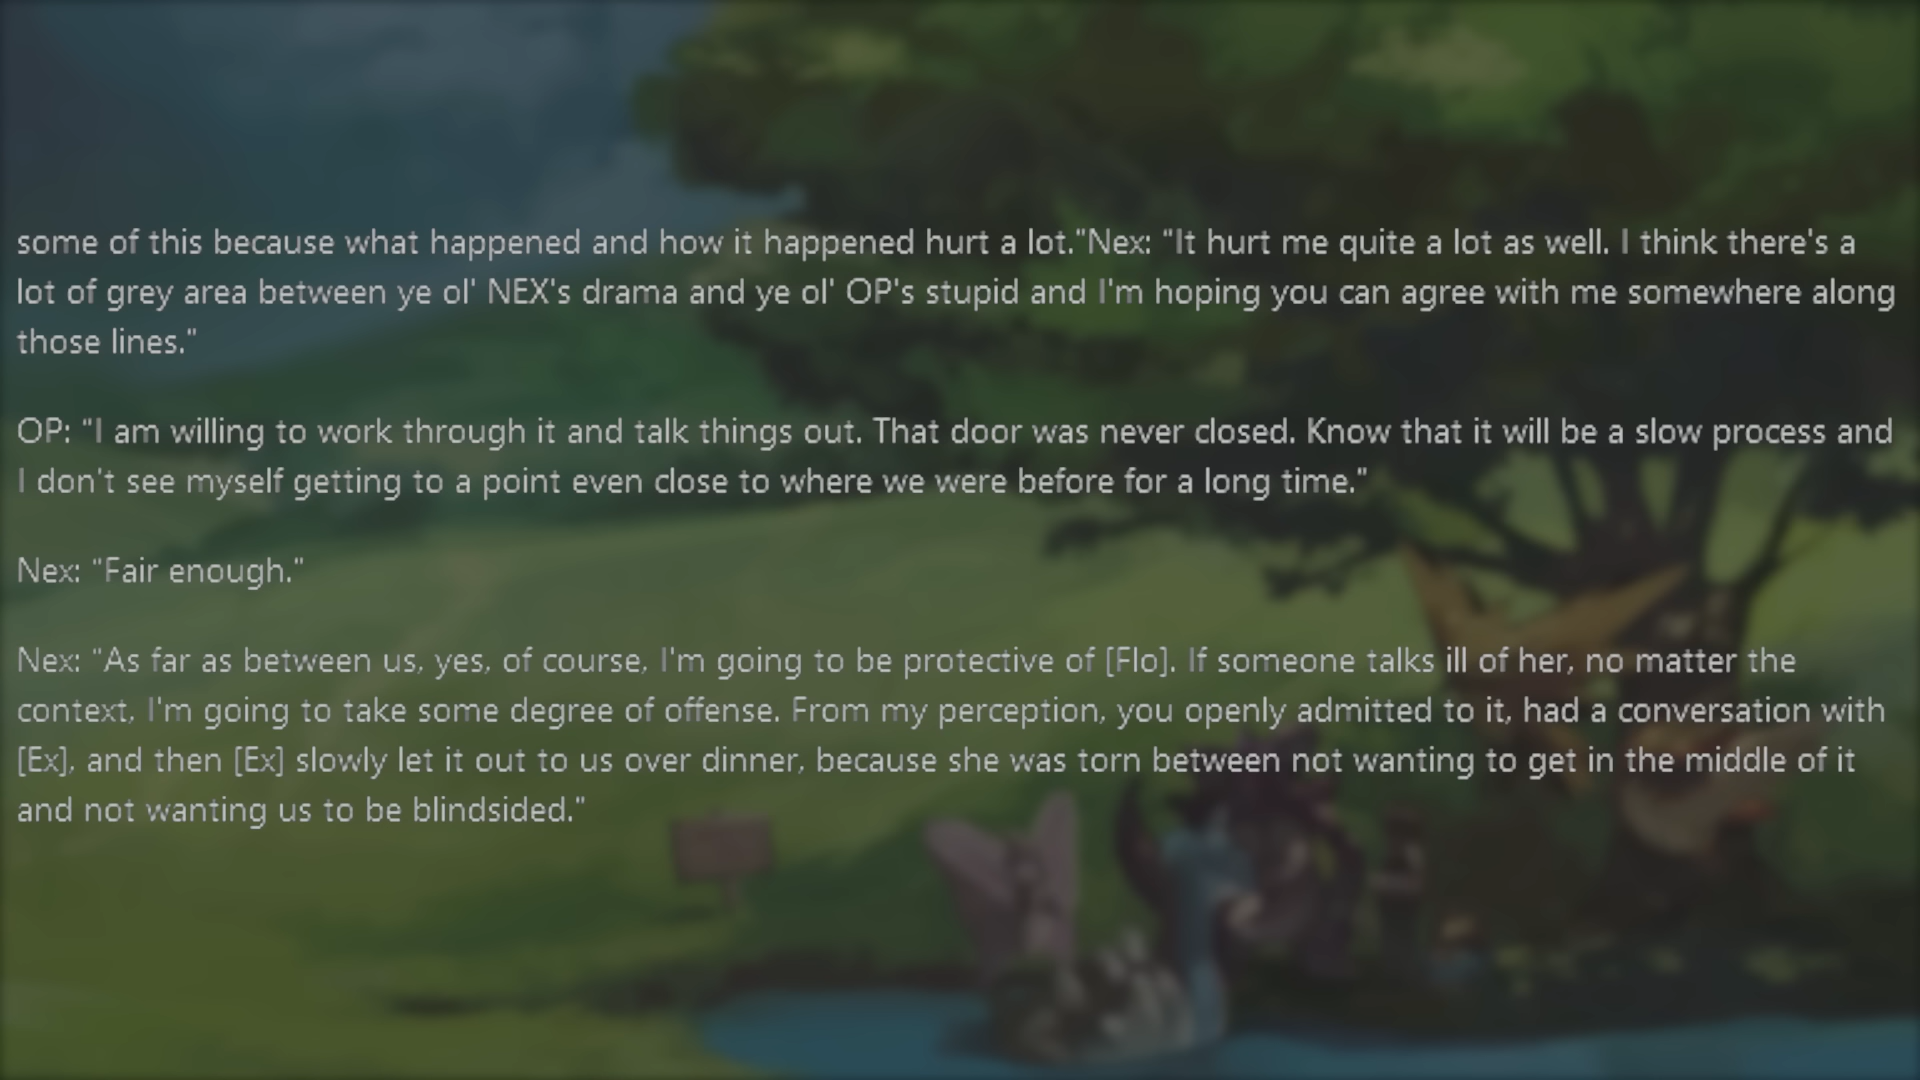 some of this because what happened and how it happened hurt a lot."Nex: "It hurt me quite a lot as well. I think there's a
lot of grey area between ye ol' NEX's drama and ye ol' OP's stupid and I'm hoping you can agree with me somewhere along
those lines."
OP: "I am willing to work through it and talk things out. That door was never closed. Know that it will be a slow process and
I don't see myself getting to a point even close to where we were before for a long time."
Nex: "Fair enough."
Nex: "As far as between us, yes, of course, I'm going to be protective of [Flo]. If someone talks ill of her, no matter the
context, I'm going to take some degree of offense. From my perception, you openly admitted to it, had a conversation with
[Ex], and then [Ex] slowly let it out to us over dinner, because she was torn between not wanting to get in the middle of it
and not wanting us to be blindsided."